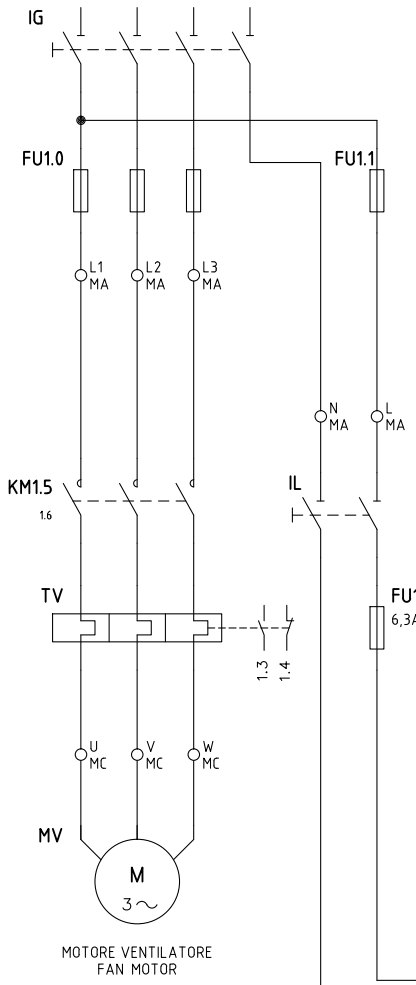 IG
FU1.0
FU1.1
L1
MA
L2
MA
L3
MA
N
MA
L
MA
KM1.5
1.6
IL
TV
FU1
6,3A
1.3
1.4
U
MC
V
MC
W
MC
MV
M
3~
MOTORE VENTILATORE
FAN MOTOR